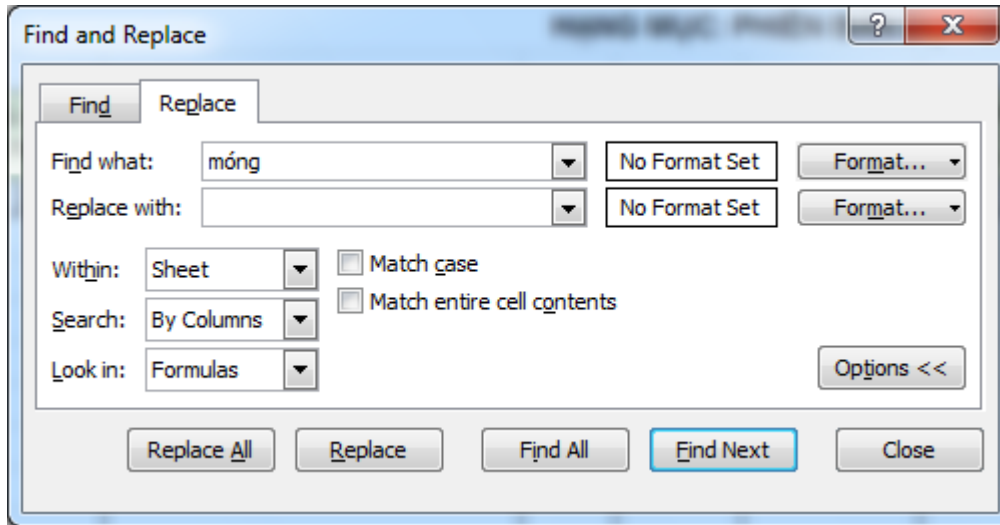 Find and Replace
?
Find
Replace
Find what: móng No Format Set Format...
Replace with: No Format Set Format...
Within: Sheet Match case
Match entire cell contents
Search: By Columns
Look in: Formulas Options <<
Replace All Replace Find All Find Next Close